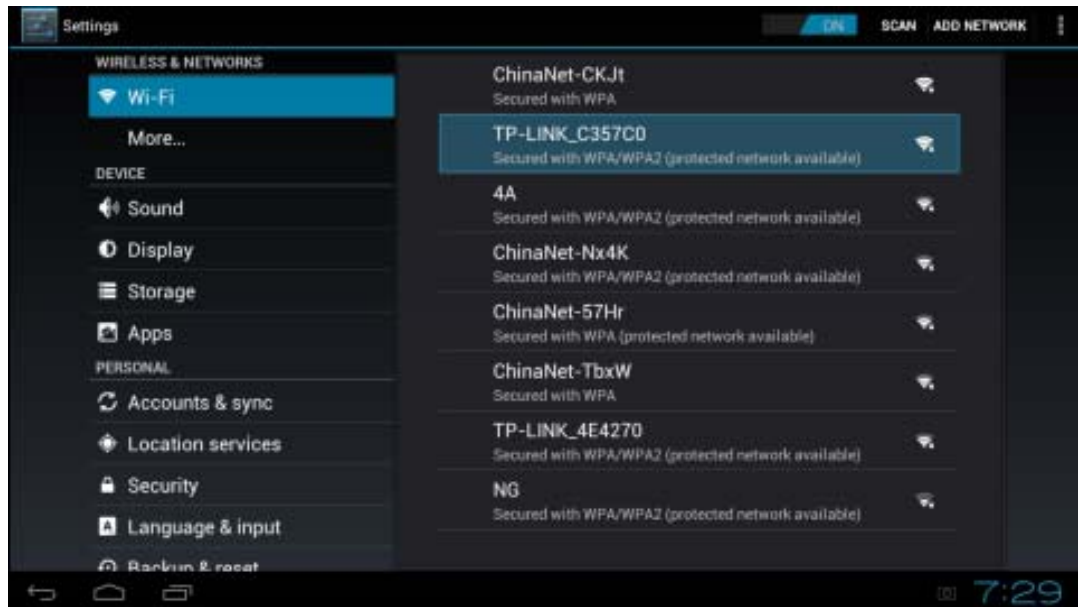 Settings
ON
SCAN
ADD NETWORK
WIRELESS & NETWORKS
Wi-Fi
More...
DEVICE
Sound
Display
Storage
Apps
PERSONAL
Accounts & sync
Location services
Security
Language & input
Backup & reset
ChinaNet-CKJt
Secured with WPA
TP-LINK_C357C0
Secured with WPA/WPA2 (protected network available)
4A
Secured with WPA/WPA2 (protected network available)
ChinaNet-Nx4K
Secured with WPA/WPA2 (protected network available)
ChinaNet-57Hr
Secured with WPA (protected network available)
ChinaNet-TbxW
Secured with WPA
TP-LINK_4E4270
Secured with WPA/WPA2 (protected network available)
NG
Secured with WPA/WPA2 (protected network available)
7:29